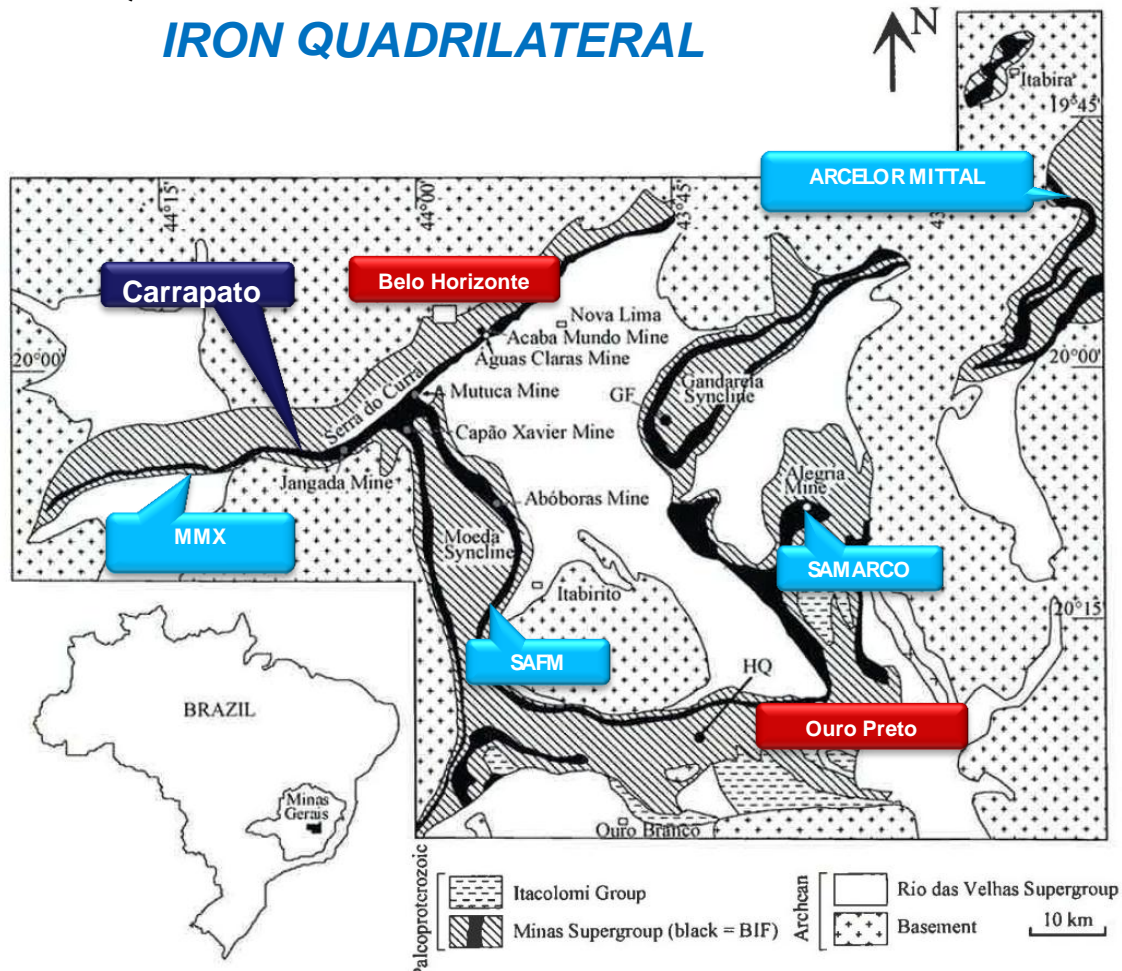 IRON QUADRILATERAL
N
Itabira
19°45'
ARCELOR MITTAL
44°15'
44°00'
43°45'
43
Carrapato
Belo Horizonte
Nova Lima
Acaba Mundo Mine
Águas Claras Mine
20°00'
20°00'
Serra do Curral
Mutuca Mine
GF
Gandarela
Syncline
Capão Xavier Mine
Jangada Mine
Alegria
Mine
Abóboras Mine
MMX
Moeda
Syncline
SAMARCO
Itabirito
20°15'
SAFM
HQ
BRAZIL
Ouro Preto
Minas
Gerais
Ouro Branco
Paleoproterozoic
Itacolomi Group
Minas Supergroup (black = BIF)
Archean
Rio das Velhas Supergroup
Basement
10 km